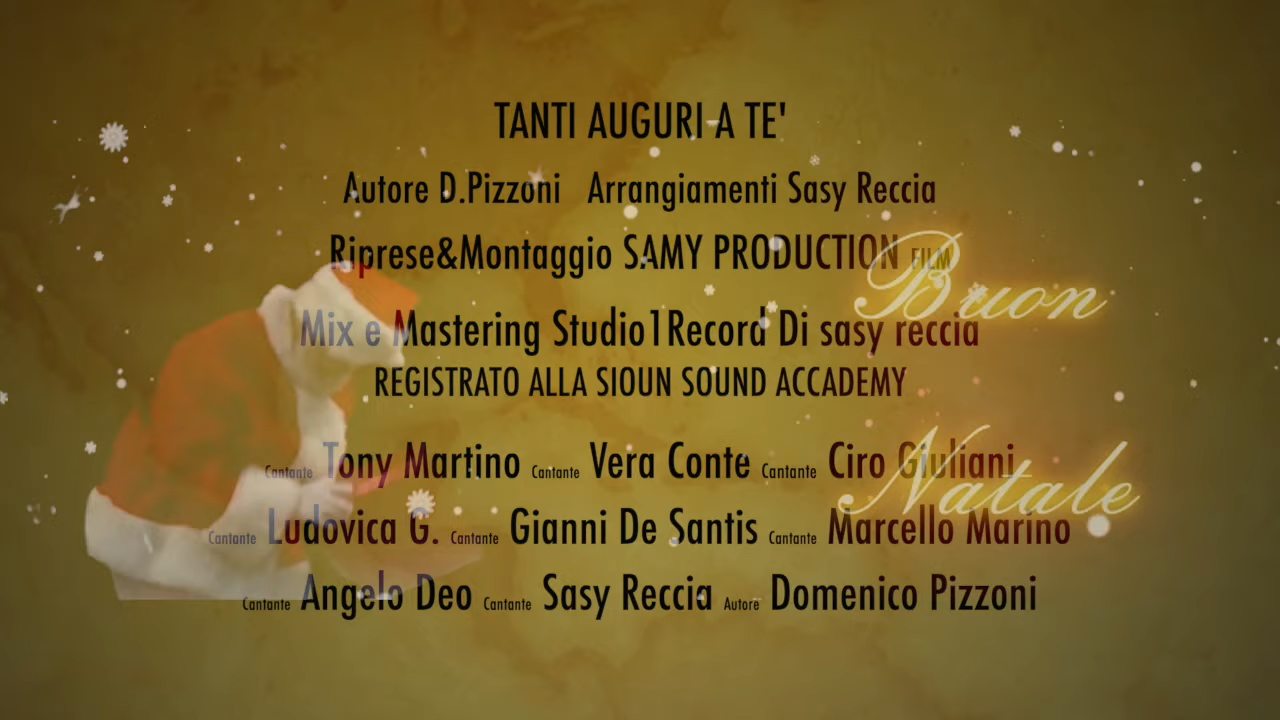 TANTI AUGURI A TE'
Autore D.Pizzoni Arrangiamenti Sasy Reccia
Riprese&Montaggio SAMY PRODUCTION FILM
Mix e Mastering Studio1Record Di sasy reccia
REGISTRATO ALLA SIOUN SOUND ACCADEMY
Cantante Tony Martino Cantante Vera Conte Cantante Ciro Giuliani
Cantante Ludovica G. Cantante Gianni De Santis Cantante Marcello Marino
Cantante Angelo Deo Cantante Sasy Reccia Autore Domenico Pizzoni
Buon
Natale